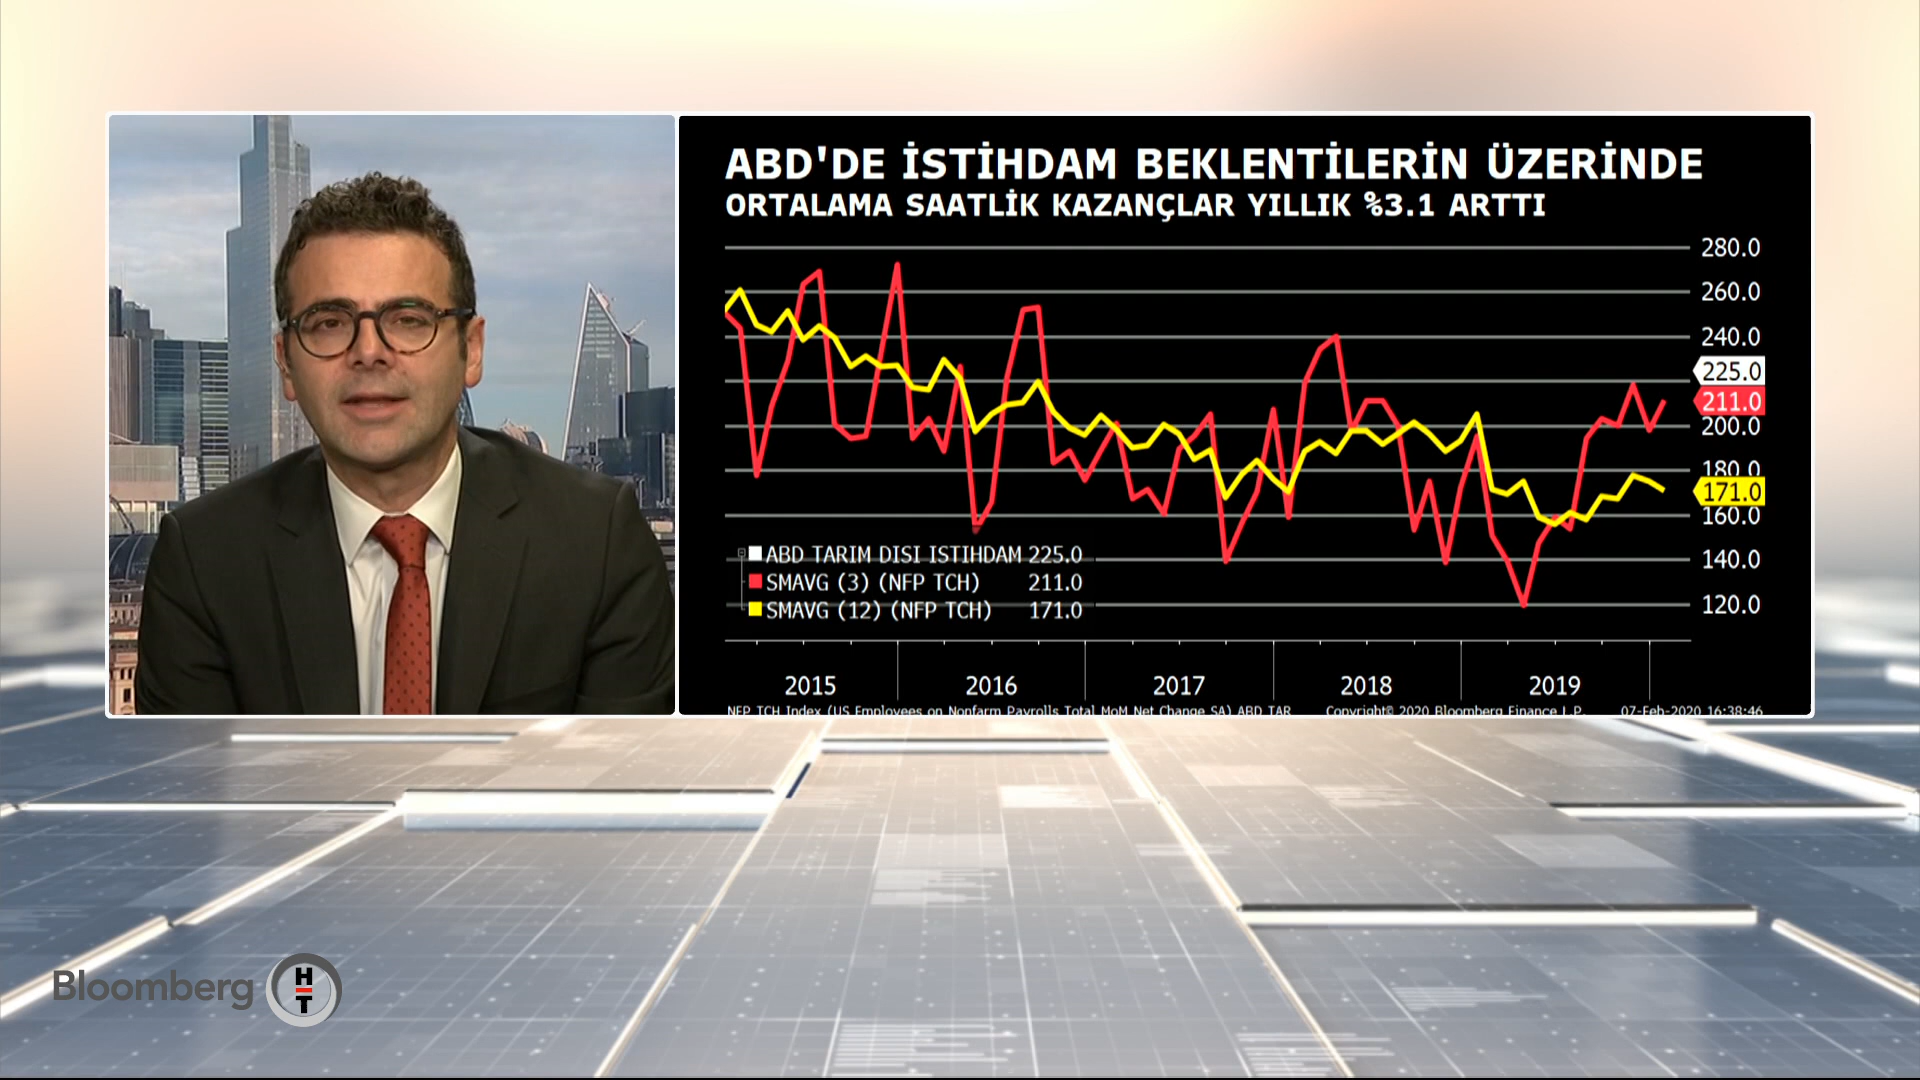 ABD'DE İSTİHDAM BEKLENTİLERİN ÜZERİNDE
ORTALAMA SAATLİK KAZANÇLAR YILLIK %3.1 ARTTI
280.0
260.0
240.0
225.0
211.0
200.0
180.0
171.0
160.0
140.0
120.0
ABD TARIM DISI ISTIHDAM 225.0
SMAVG (3) (NFP TCH) 211.0
SMAVG (12) (NFP TCH) 171.0
2015 2016 2017 2018 2019
NFP TCH Index (US Employees on Nonfarm Payrolls Total MoM Net Change SA) ABD TAR Copyright© 2020 Bloomberg Finance L.P. 07-Feb-2020 16:38:46
Bloomberg HT